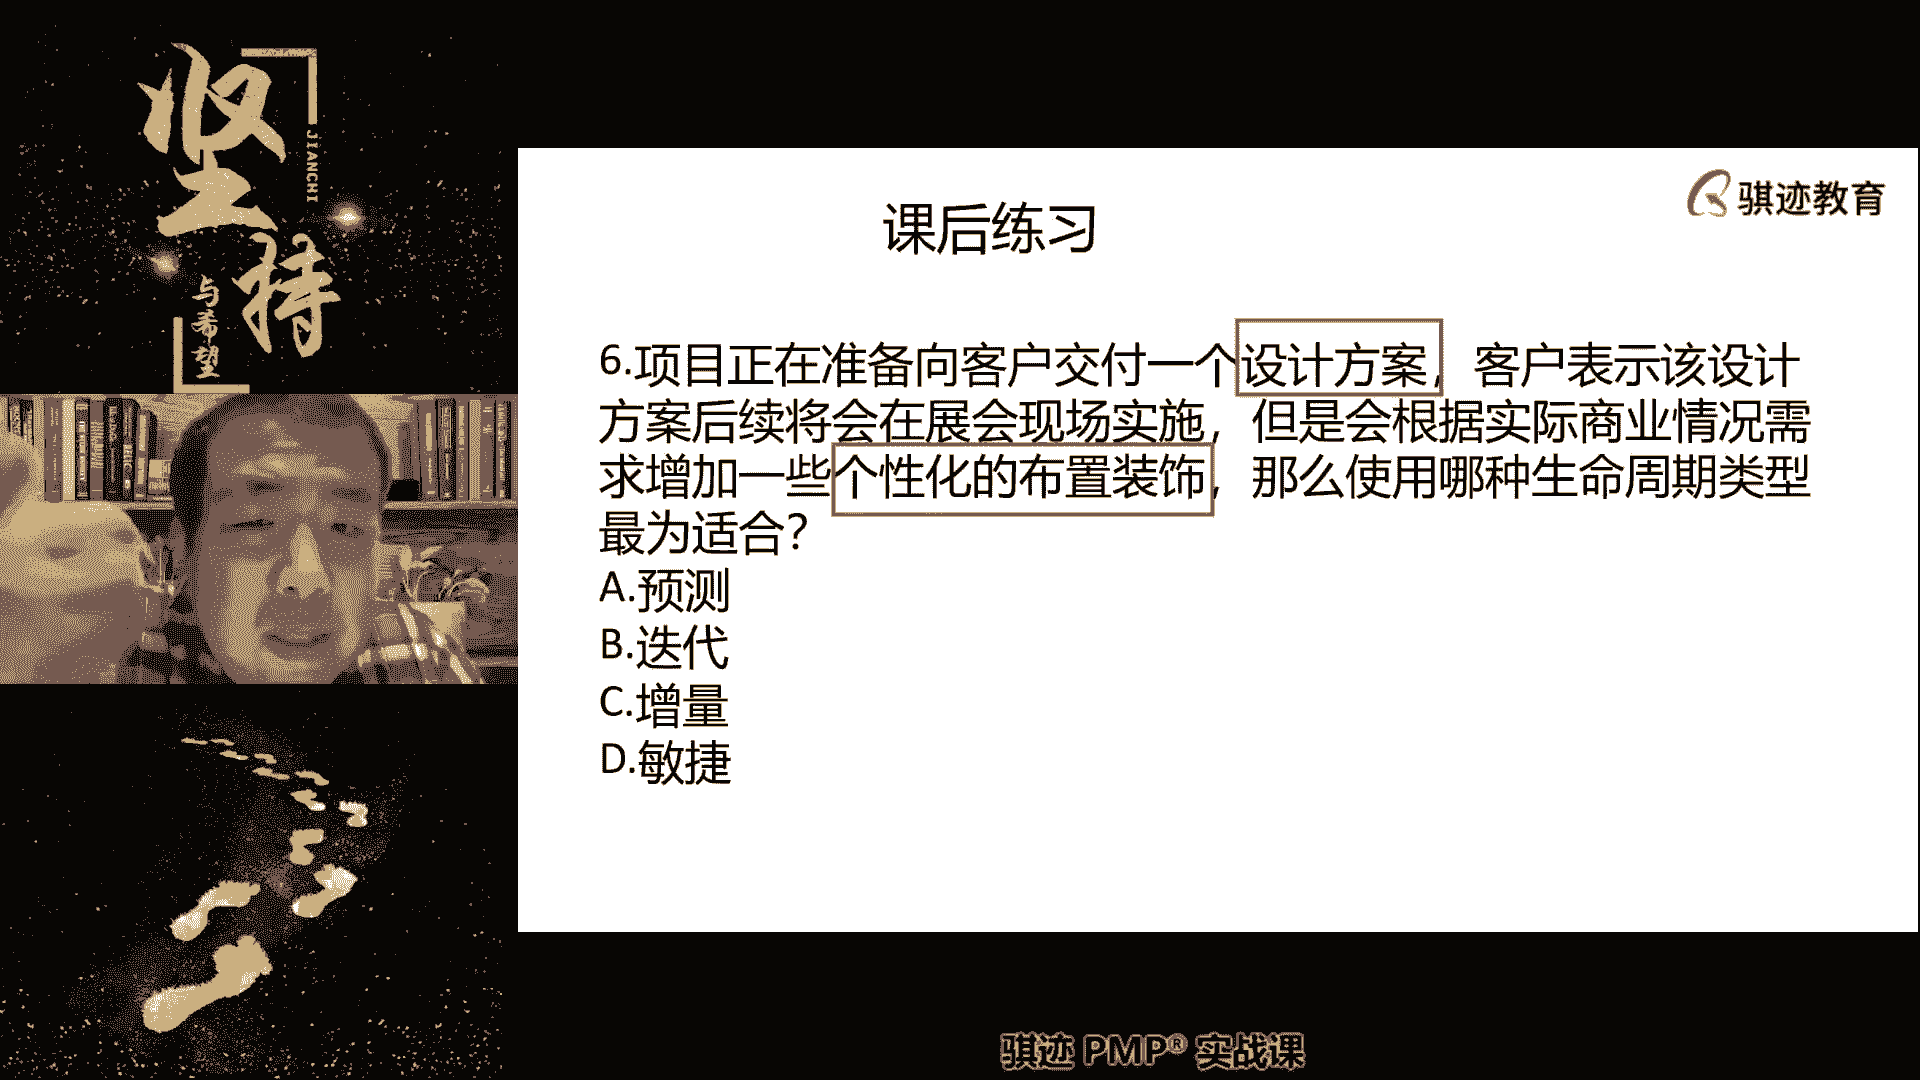 坚持
JIANCHI
与希望
骐迹教育
课后练习
6.项目正在准备向客户交付一个设计方案，客户表示该设计
方案后续将会在展会现场实施，但是会根据实际商业情况需
求增加一些个性化的布置装饰，那么使用哪种生命周期类型
最为适合？
A.预测
B.迭代
C.增量
D.敏捷
骐迹 PMP® 实战课